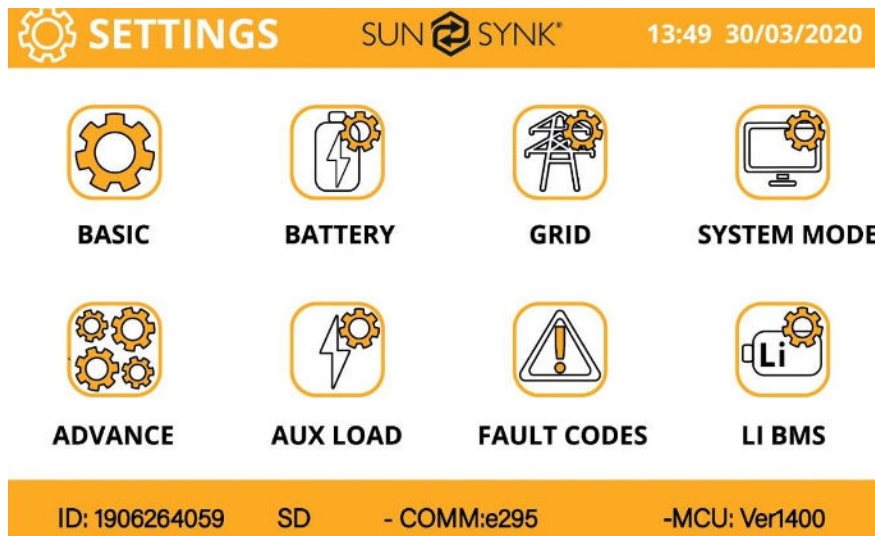 SETTINGS SUN SYNK® 13:49 30/03/2020
BASIC BATTERY GRID SYSTEM MODE
Li
ADVANCE AUX LOAD FAULT CODES LI BMS
ID: 1906264059 SD - COMM:e295 -MCU: Ver1400